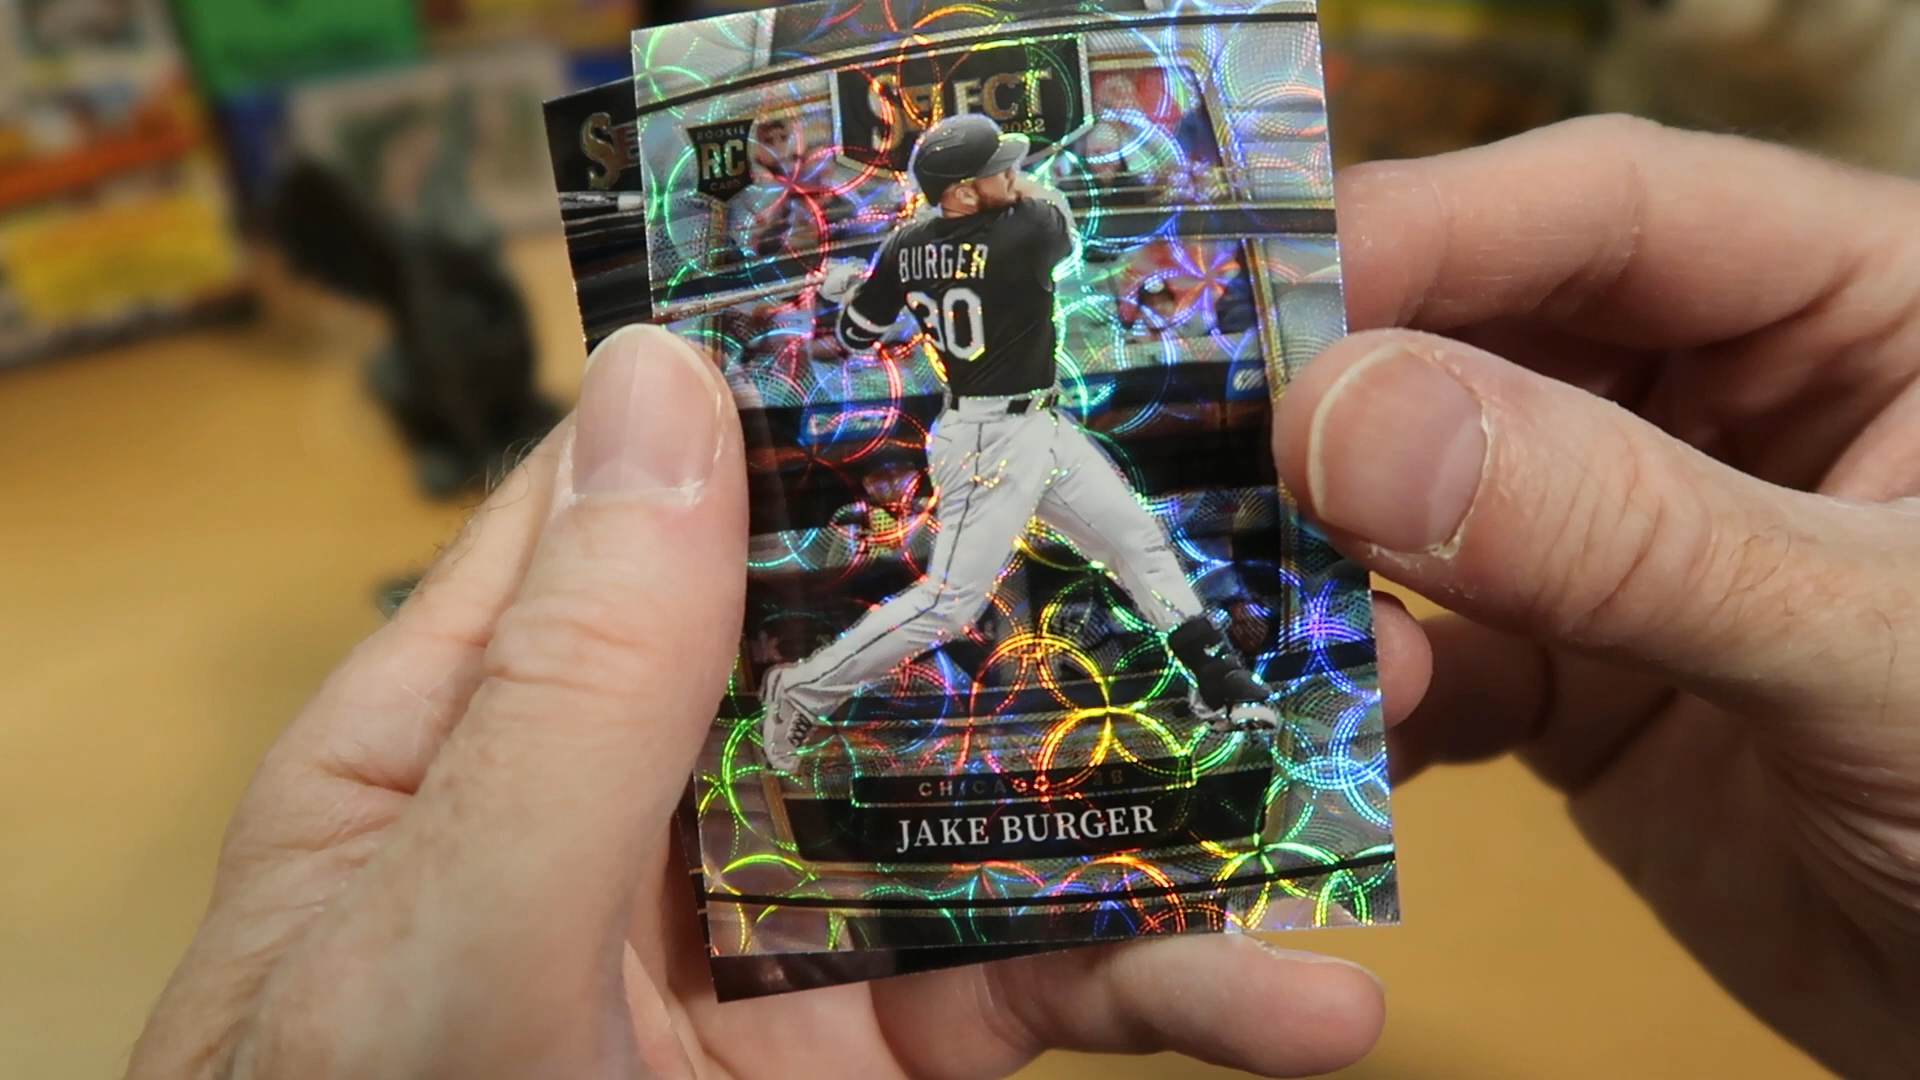 SELECT
2022
ROOKIE
RC
CARD
BURGER
30
CHICAGO
JAKE BURGER